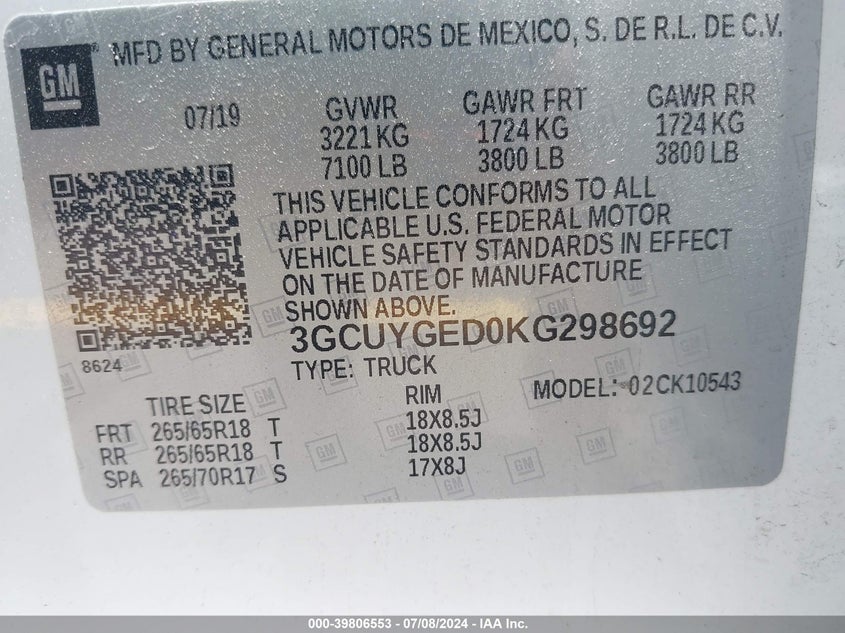 GM
MFD BY GENERAL MOTORS DE MEXICO, S. DE R.L. DE C.V.
07/19 GVWR GAWR FRT GAWR RR
3221 KG 1724 KG 1724 KG
7100 LB 3800 LB 3800 LB
THIS VEHICLE CONFORMS TO ALL
APPLICABLE U.S. FEDERAL MOTOR
VEHICLE SAFETY STANDARDS IN EFFECT
ON THE DATE OF MANUFACTURE
SHOWN ABOVE.
3GCUYGED0KG298692
8624
TYPE: TRUCK
MODEL: 02CK10543
TIRE SIZE RIM
FRT 265/65R18 T 18X8.5J
RR 265/65R18 T 18X8.5J
SPA 265/70R17 S 17X8J
000-39806553 - 07/08/2024 - IAA Inc.